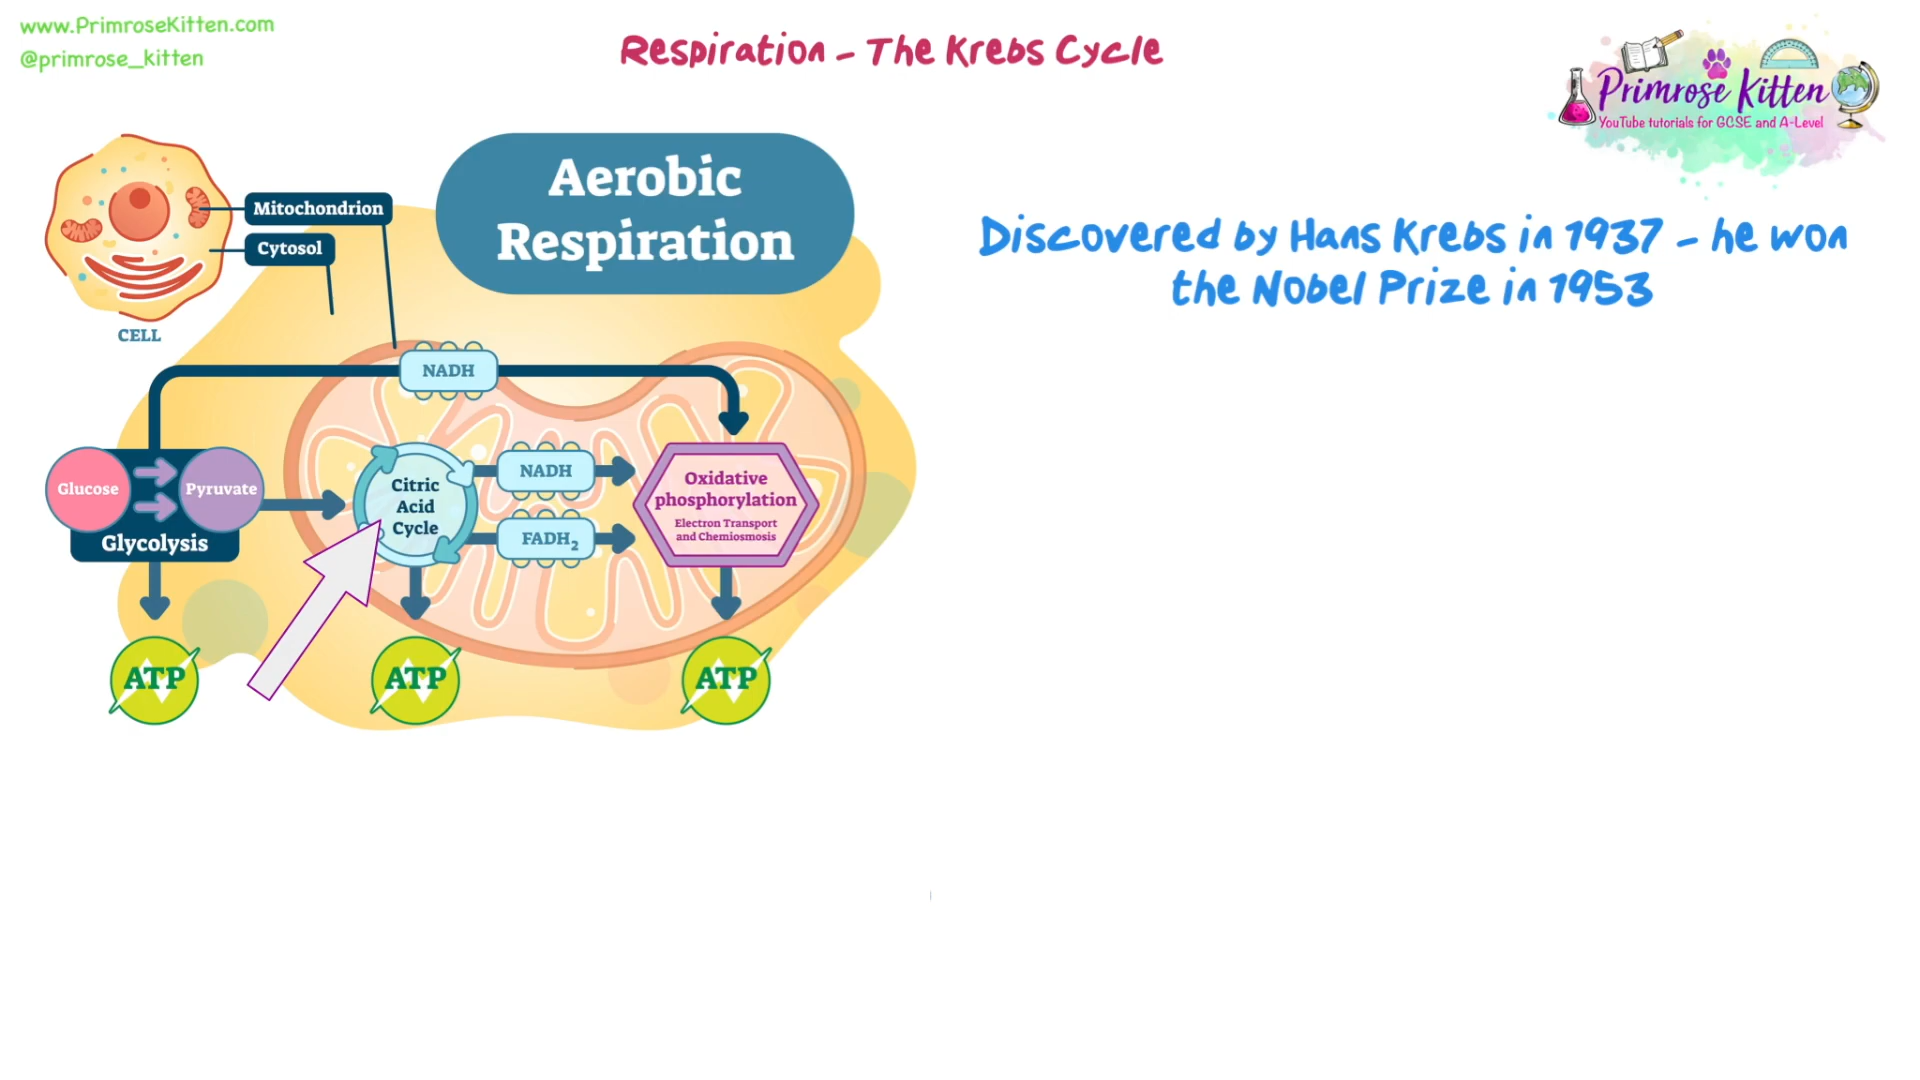 www.PrimroseKitten.com
@primrose_kitten
Respiration - The Krebs Cycle
Primrose Kitten
YouTube tutorials for GCSE and A-Level
Aerobic
Respiration
Mitochondrion
Cytosol
CELL
Discovered by Hans Krebs in 1937 - he won
the Nobel Prize in 1953
NADH
Glucose
Pyruvate
Glycolysis
Citric
Acid
Cycle
NADH
FADH2
Oxidative
phosphorylation
Electron Transport
and Chemiosmosis
ATP
ATP
ATP